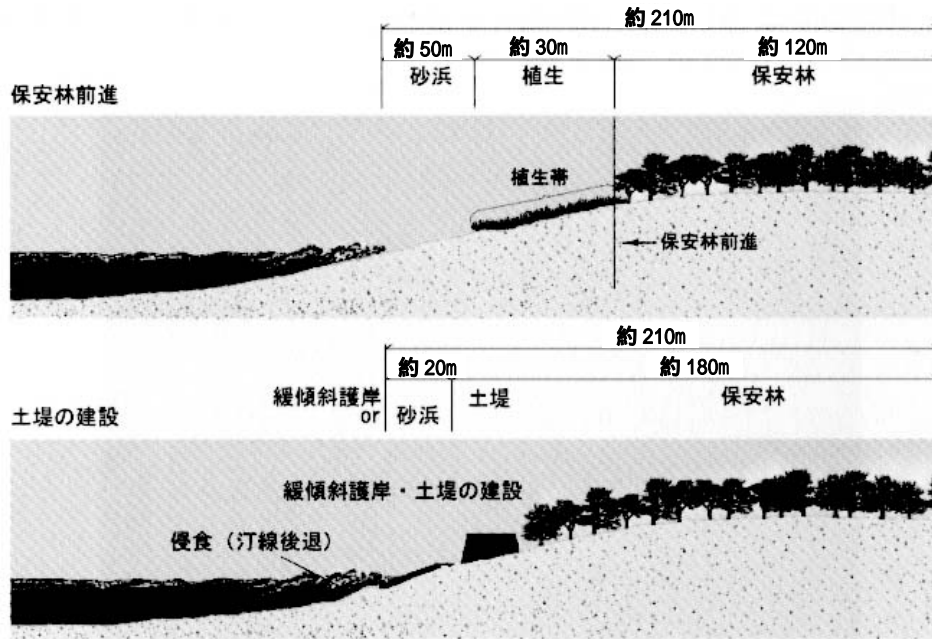 約 210m
約 50m 約 30m 約 120m
砂浜 植生 保安林
保安林前進
植生帯
保安林前進
約 210m
約 20m 約 180m
緩傾斜護岸 or 砂浜 土堤 保安林
土堤の建設
緩傾斜護岸・土堤の建設
優食（汀線後退）